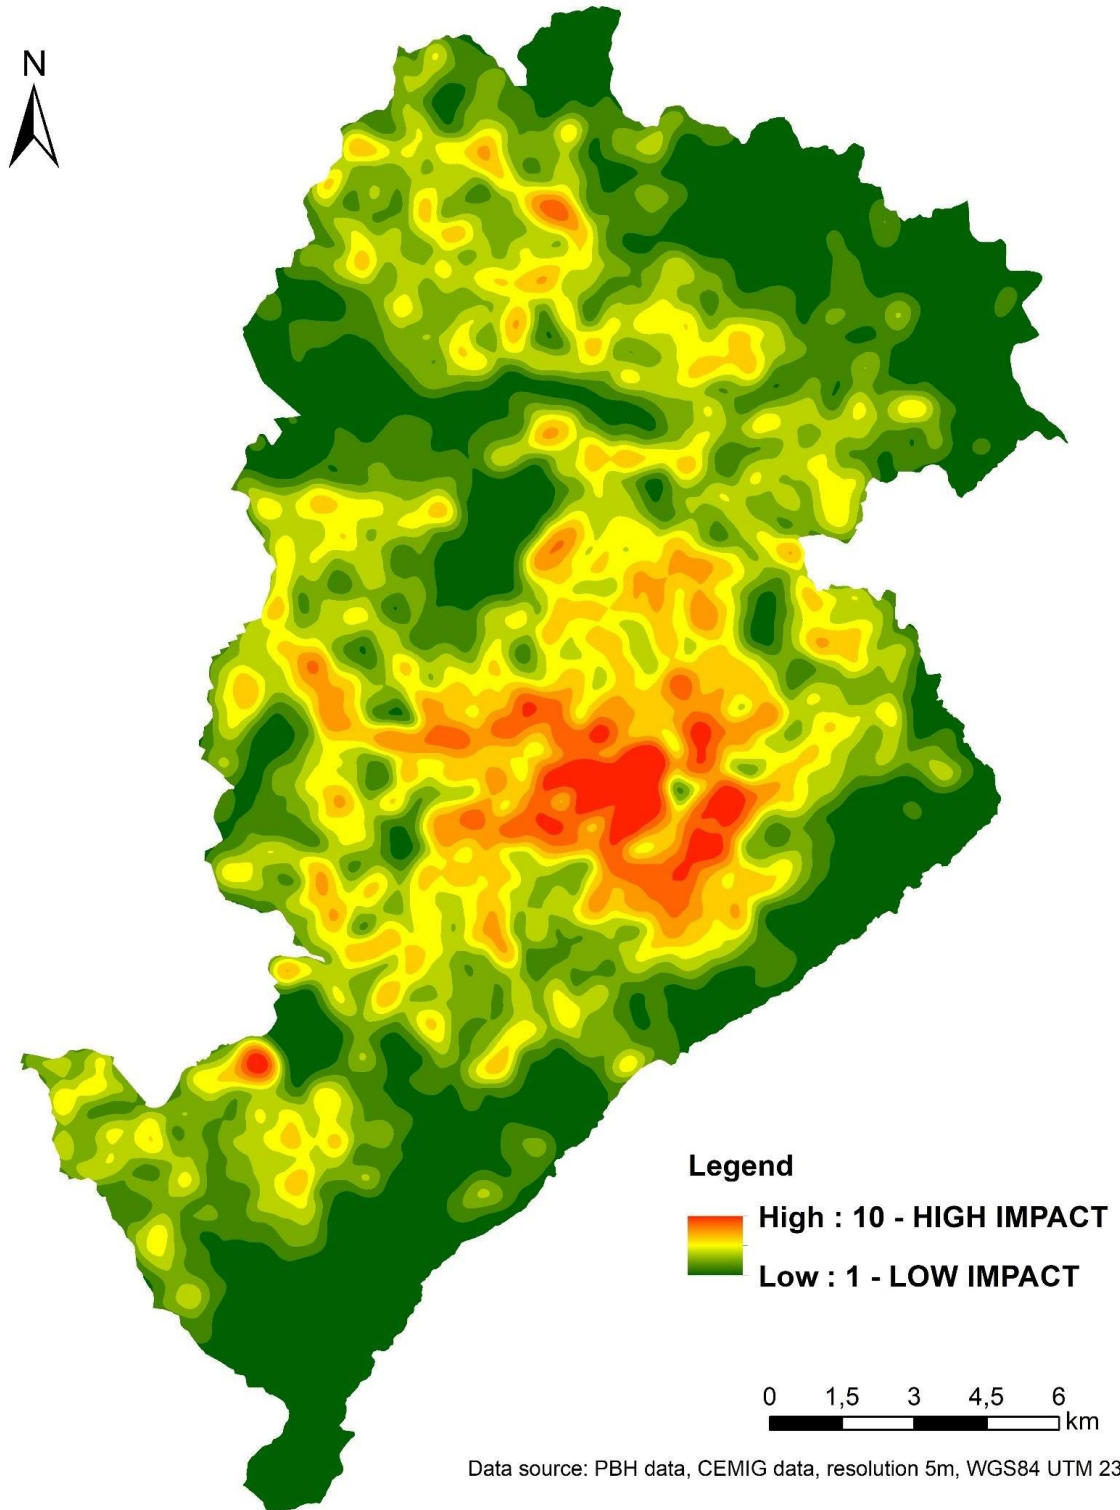 N
Legend
High : 10 - HIGH IMPACT
Low : 1 - LOW IMPACT
0 1,5 3 4,5 6
km
Data source: PBH data, CEMIG data, resolution 5m, WGS84 UTM 23